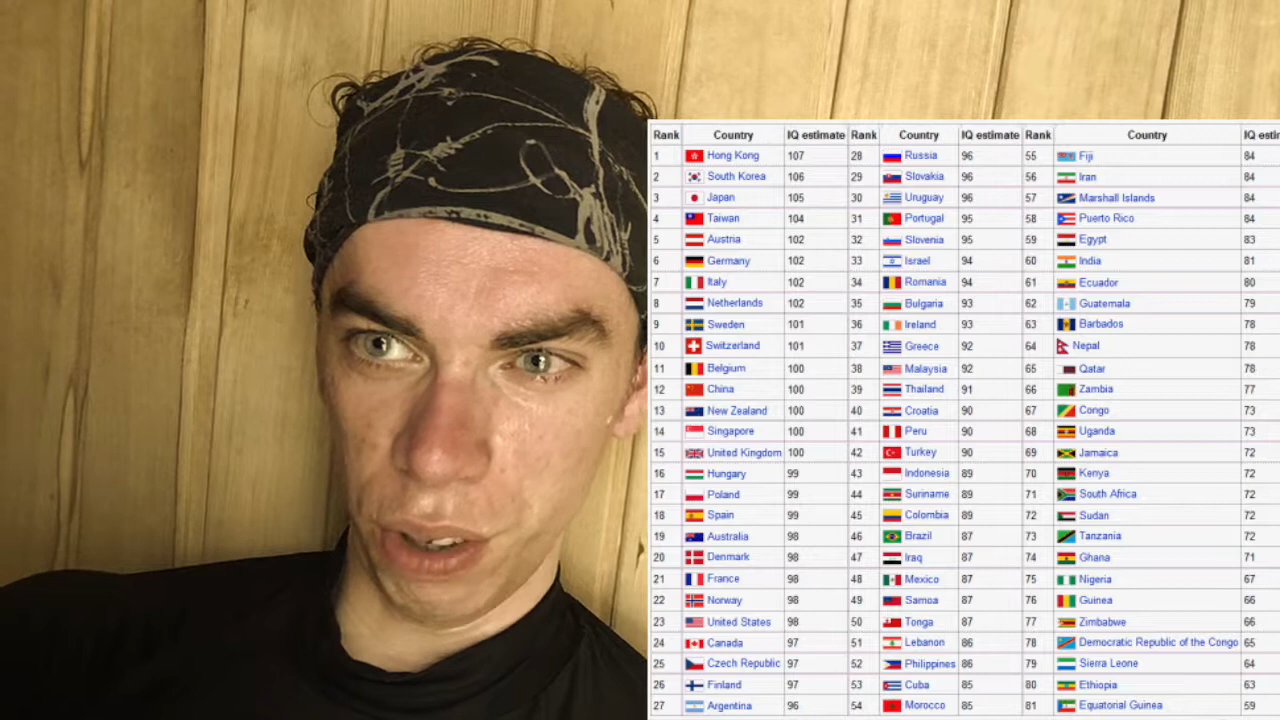 Rank Country IQ estimate Rank Country IQ estimate Rank Country IQ est
1 Hong Kong 107 28 Russia 96 55 Fiji 84
2 South Korea 106 29 Slovakia 96 56 Iran 84
3 Japan 105 30 Uruguay 96 57 Marshall Islands 84
4 Taiwan 104 31 Portugal 95 58 Puerto Rico 84
5 Austria 102 32 Slovenia 95 59 Egypt 83
6 Germany 102 33 Israel 94 60 India 81
7 Italy 102 34 Romania 94 61 Ecuador 80
8 Netherlands 102 35 Bulgaria 93 62 Guatemala 79
9 Sweden 101 36 Ireland 93 63 Barbados 78
10 Switzerland 101 37 Greece 92 64 Nepal 78
11 Belgium 100 38 Malaysia 92 65 Qatar 78
12 China 100 39 Thailand 91 66 Zambia 77
13 New Zealand 100 40 Croatia 90 67 Congo 73
14 Singapore 100 41 Peru 90 68 Uganda 73
15 United Kingdom 100 42 Turkey 90 69 Jamaica 72
16 Hungary 99 43 Indonesia 89 70 Kenya 72
17 Poland 99 44 Suriname 89 71 South Africa 72
18 Spain 99 45 Colombia 89 72 Sudan 72
19 Australia 98 46 Brazil 87 73 Tanzania 72
20 Denmark 98 47 Iraq 87 74 Ghana 71
21 France 98 48 Mexico 87 75 Nigeria 67
22 Norway 98 49 Samoa 87 76 Guinea 66
23 United States 98 50 Tonga 87 77 Zimbabwe 66
24 Canada 97 51 Lebanon 86 78 Democratic Republic of the Congo 65
25 Czech Republic 97 52 Philippines 86 79 Sierra Leone 64
26 Finland 97 53 Cuba 85 80 Ethiopia 63
27 Argentina 96 54 Morocco 85 81 Equatorial Guinea 59